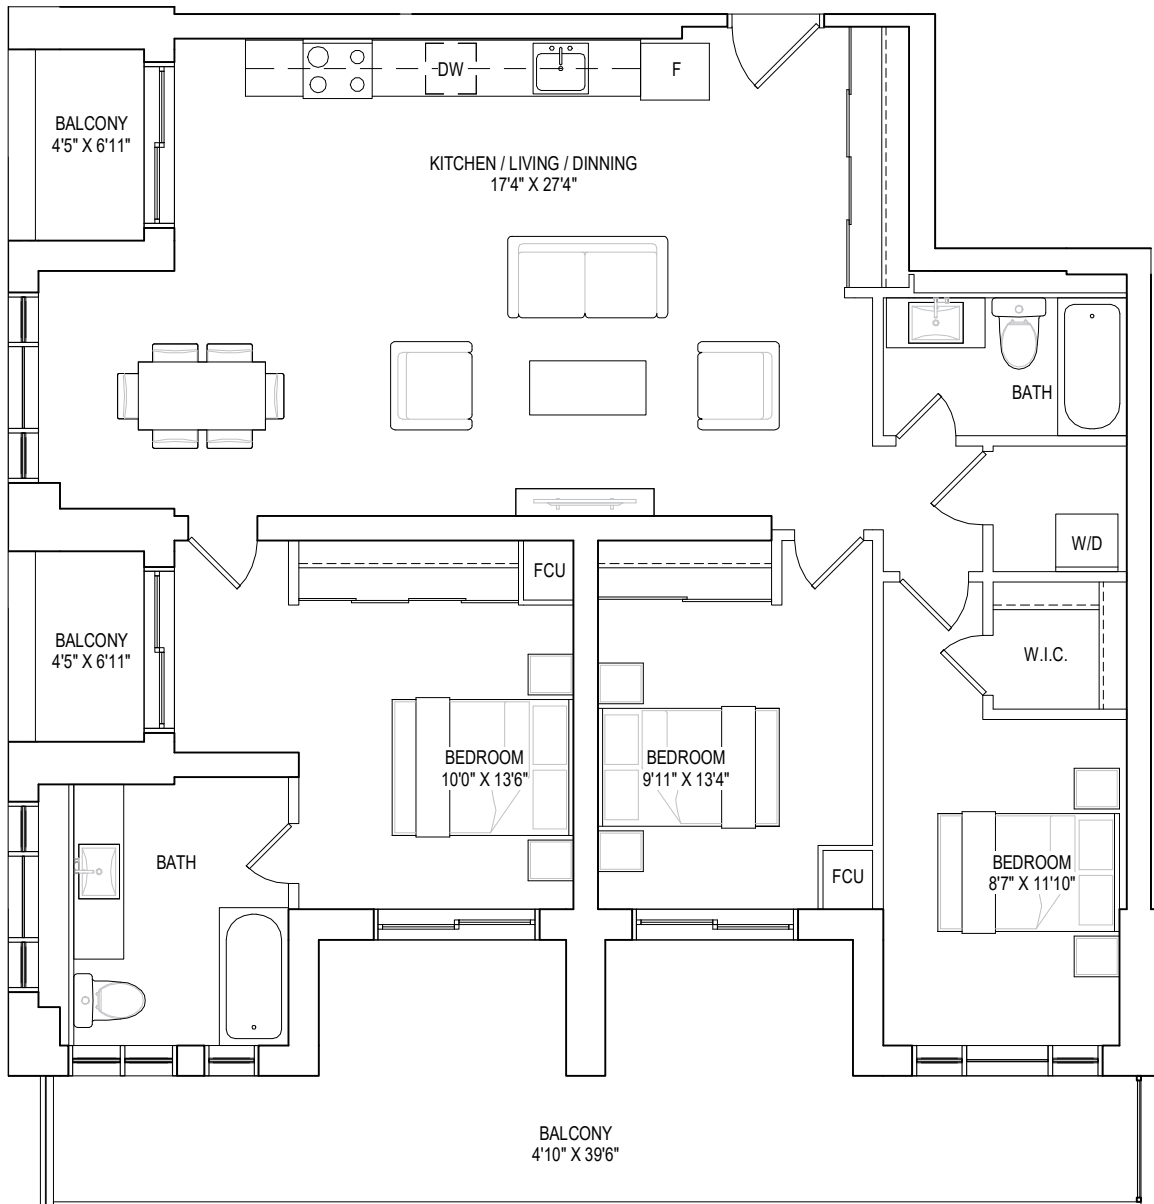 DW
F
BALCONY
4'5" X 6'11"
KITCHEN / LIVING / DINNING
17'4" X 27'4"
BATH
W/D
FCU
BALCONY
4'5" X 6'11"
W.I.C.
BEDROOM
10'0" X 13'6"
BEDROOM
9'11" X 13'4"
BATH
FCU
BEDROOM
8'7" X 11'10"
BALCONY
4'10" X 39'6"